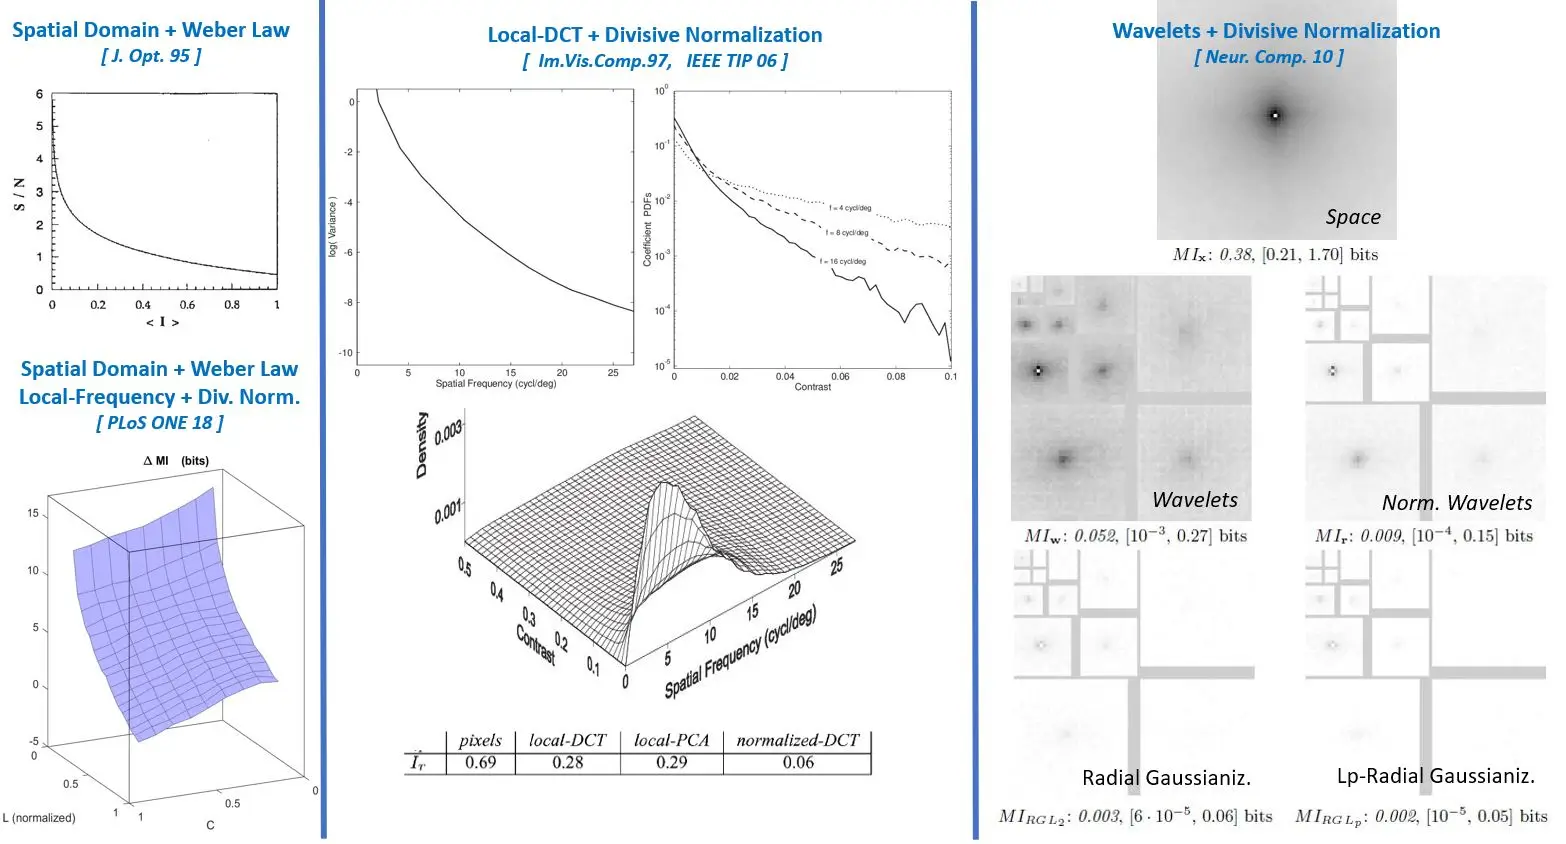 Spatial Domain + Weber Law
[ J. Opt. 95 ]
6
5
4
3
2
1
0
S / N
0
0.2
0.4
0.6
0.8
1
< I >
Spatial Domain + Weber Law
Local-Frequency + Div. Norm.
[ PLoS ONE 18 ]
Δ MI (bits)
15
10
5
0
-5
0
0.5
1
L (normalized)
1
0.5
0
C
Local-DCT + Divisive Normalization
[ Im.Vis.Comp.97, IEEE TIP 06 ]
0
-2
-4
-6
-8
-10
log( Variance )
0
5
10
15
20
25
Spatial Frequency (cycl/deg)
10⁰
10⁻¹
10⁻²
10⁻³
10⁻⁴
10⁻⁵
Coefficient PDFs
f = 4 cycl/deg
f = 8 cycl/deg
f = 16 cycl/deg
0
0.02
0.04
0.06
0.08
0.1
Contrast
Density
0.003
0.001
0.5
0.4
0.3
0.2
0.1
Contrast
0
5
10
15
20
25
Spatial Frequency (cycl/deg)
pixels local-DCT local-PCA normalized-DCT
I_r 0.69 0.28 0.29 0.06
Wavelets + Divisive Normalization
[ Neur. Comp. 10 ]
Space
MIₓ: 0.38, [0.21, 1.70] bits
Wavelets
Norm. Wavelets
MI_w: 0.052, [10⁻³, 0.27] bits
MI_r: 0.009, [10⁻⁴, 0.15] bits
Radial Gaussianiz.
Lp-Radial Gaussianiz.
MI_RGL₂: 0.003, [6 · 10⁻⁵, 0.06] bits
MI_RGLₚ: 0.002, [10⁻⁵, 0.05] bits